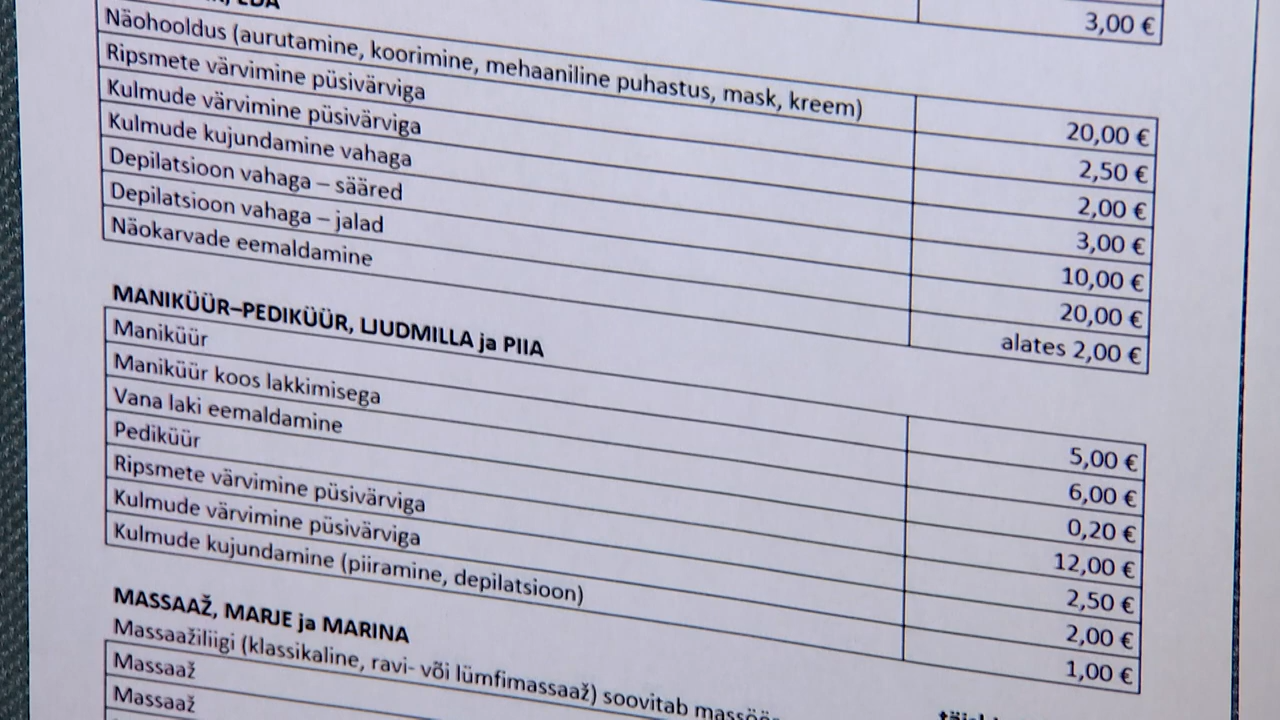 3,00 €
Näohooldus (aurutamine, koorimine, mehaaniline puhastus, mask, kreem) 20,00 €
Ripsmete värvimine püsivärviga 2,50 €
Kulmude värvimine püsivärviga 2,00 €
Kulmude kujundamine vahaga 3,00 €
Depilatsioon vahaga – sääred 10,00 €
Depilatsioon vahaga – jalad 20,00 €
Näokarvade eemaldamine alates 2,00 €
MANIKÜÜR–PEDIKÜÜR, LJUDMILLA ja PIIA
Maniküür 5,00 €
Maniküür koos lakkimisega 6,00 €
Vana laki eemaldamine 0,20 €
Pediküür 12,00 €
Ripsmete värvimine püsivärviga 2,50 €
Kulmude värvimine püsivärviga 2,00 €
Kulmude kujundamine (piiramine, depilatsioon) 1,00 €
MASSAAŽ, MARJE ja MARINA
Massaažiliigi (klassikaline, ravi- või lümfimassaaž) soovitab
Massaaž
Massaaž